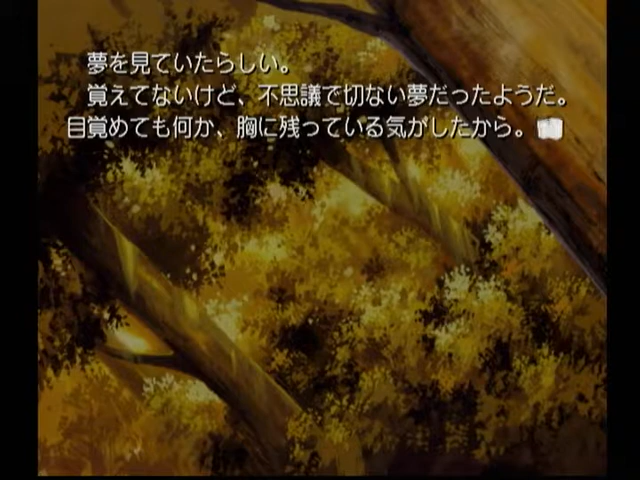 夢を見ていたらしい。
覚えてないけど、不思議で切ない夢だったようだ。
目覚めても何か、胸に残っている気がしたから。